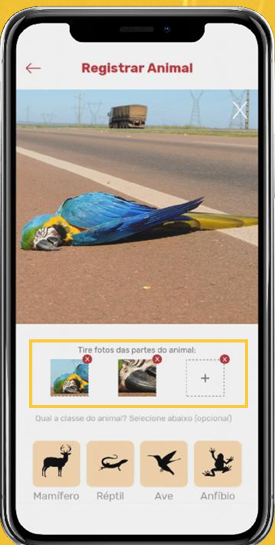 Registrar Animal
Tire fotos das partes do animal:
Qual a classe do animal? Selecione abaixo (opcional)
Mamífero Réptil Ave Anfíbio